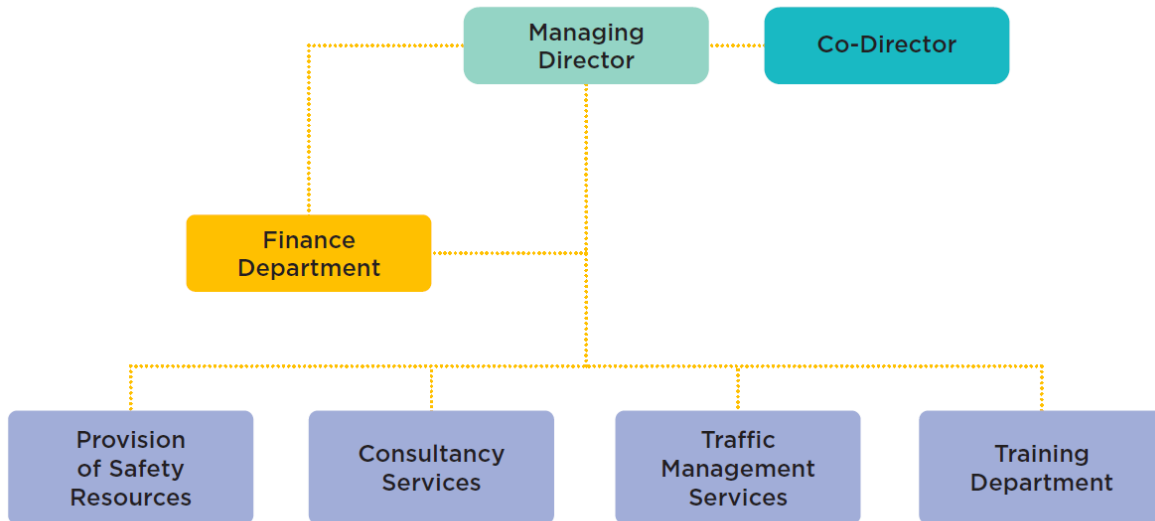 Managing
Director
Co-Director
Finance
Department
Provision
of Safety
Resources
Consultancy
Services
Traffic
Management
Services
Training
Department